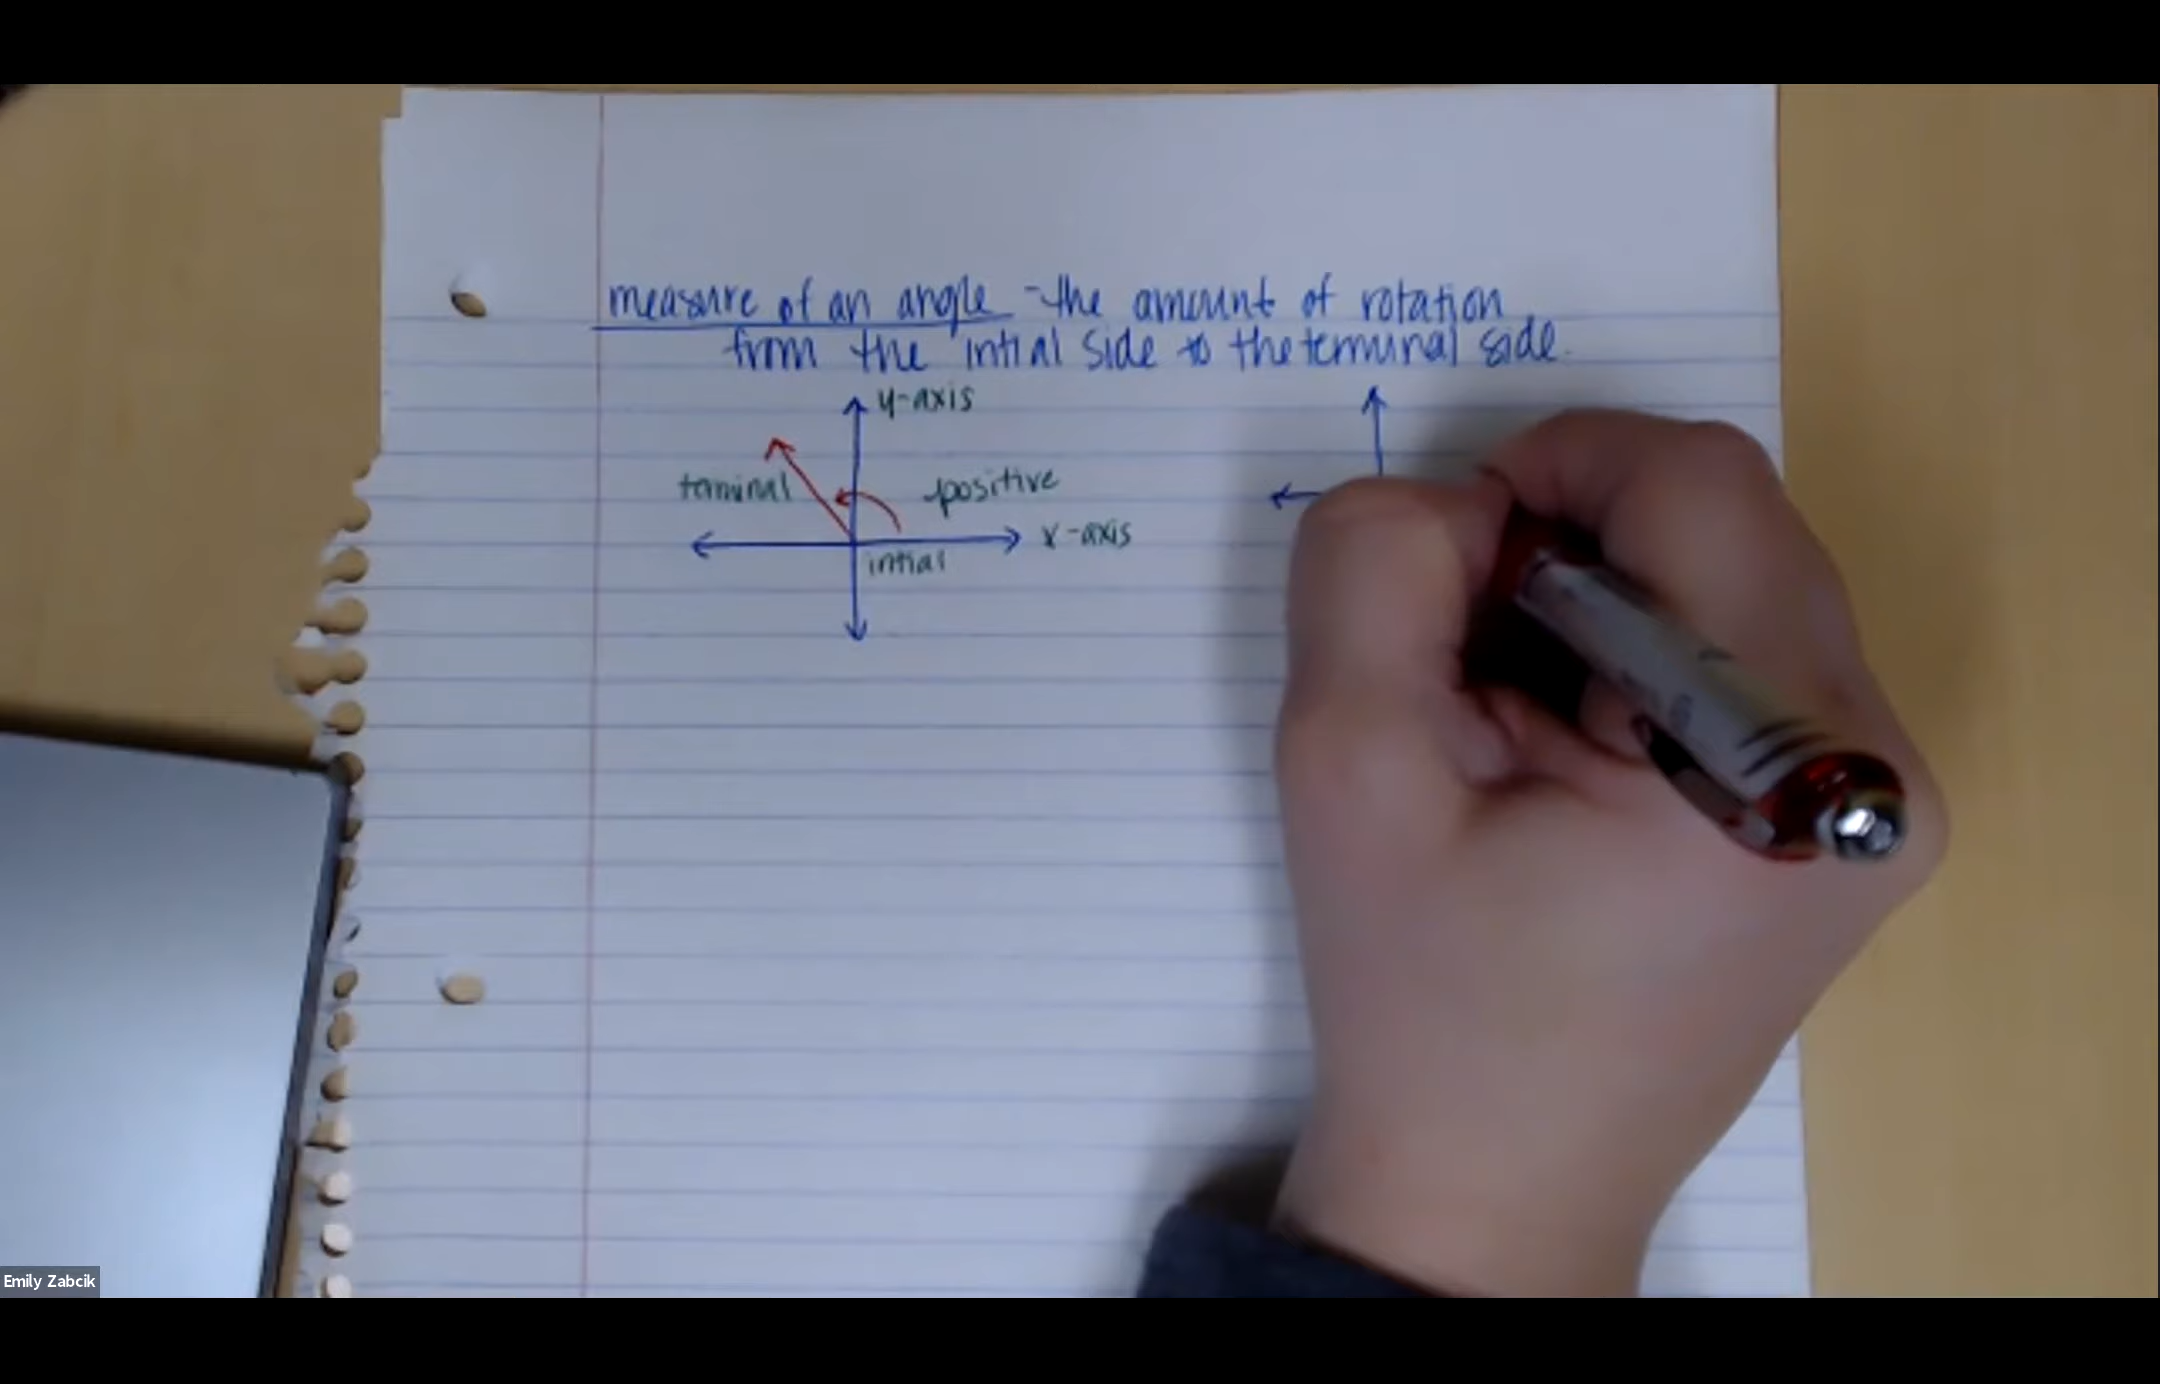 measure of an angle - the amount of rotation
from the intial side to the terminal side.
y-axis
teminal
positive
x-axis
intial
Emily Zabcik